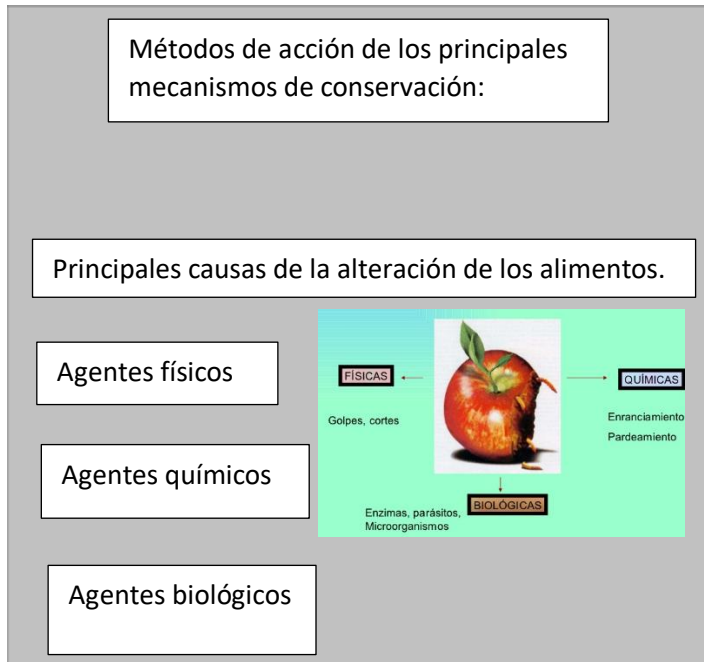 Métodos de acción de los principales
mecanismos de conservación:
Principales causas de la alteración de los alimentos.
Agentes físicos
Agentes químicos
Agentes biológicos
FÍSICAS
Golpes, cortes
QUÍMICAS
Enranciamiento
Pardeamiento
BIOLÓGICAS
Enzimas, parásitos,
Microorganismos